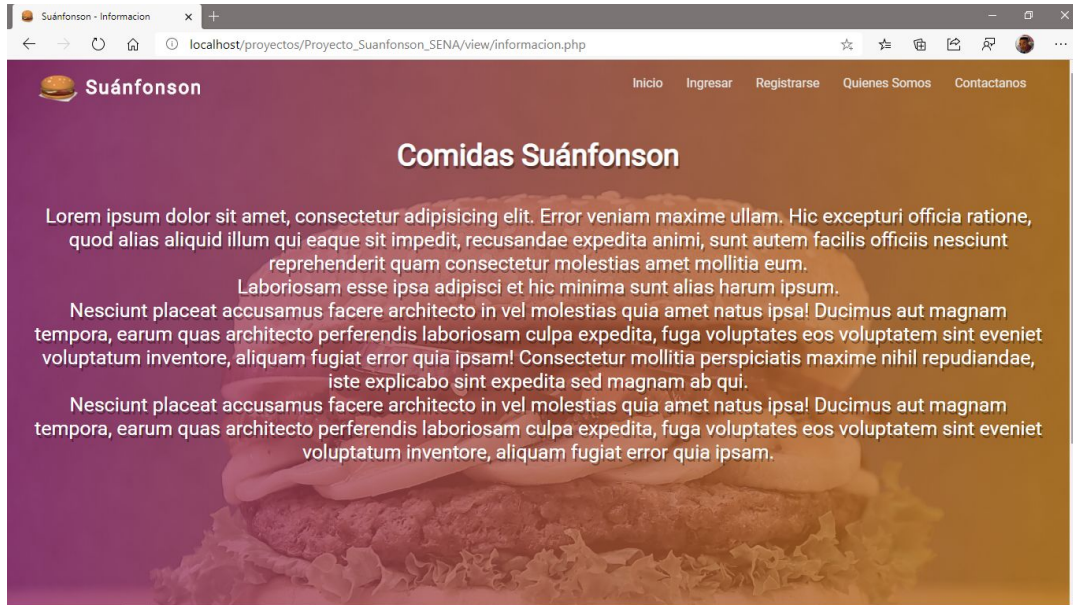 Suánfonson - Informacion
localhost/proyectos/Proyecto_Suanfonson_SENA/view/informacion.php
Suánfonson
Inicio Ingresar Registrarse Quienes Somos Contactanos
Comidas Suánfonson
Lorem ipsum dolor sit amet, consectetur adipisicing elit. Error veniam maxime ullam. Hic excepturi officia ratione,
quod alias aliquid illum qui eaque sit impedit, recusandae expedita animi, sunt autem facilis officiis nesciunt
reprehenderit quam consectetur molestias amet mollitia eum.
Laboriosam esse ipsa adipisci et hic minima sunt alias harum ipsum.
Nesciunt placeat accusamus facere architecto in vel molestias quia amet natus ipsa! Ducimus aut magnam
tempora, earum quas architecto perferendis laboriosam culpa expedita, fuga voluptates eos voluptatem sint eveniet
voluptatum inventore, aliquam fugiat error quia ipsam! Consectetur mollitia perspiciatis maxime nihil repudiandae,
iste explicabo sint expedita sed magnam ab qui.
Nesciunt placeat accusamus facere architecto in vel molestias quia amet natus ipsa! Ducimus aut magnam
tempora, earum quas architecto perferendis laboriosam culpa expedita, fuga voluptates eos voluptatem sint eveniet
voluptatum inventore, aliquam fugiat error quia ipsam.